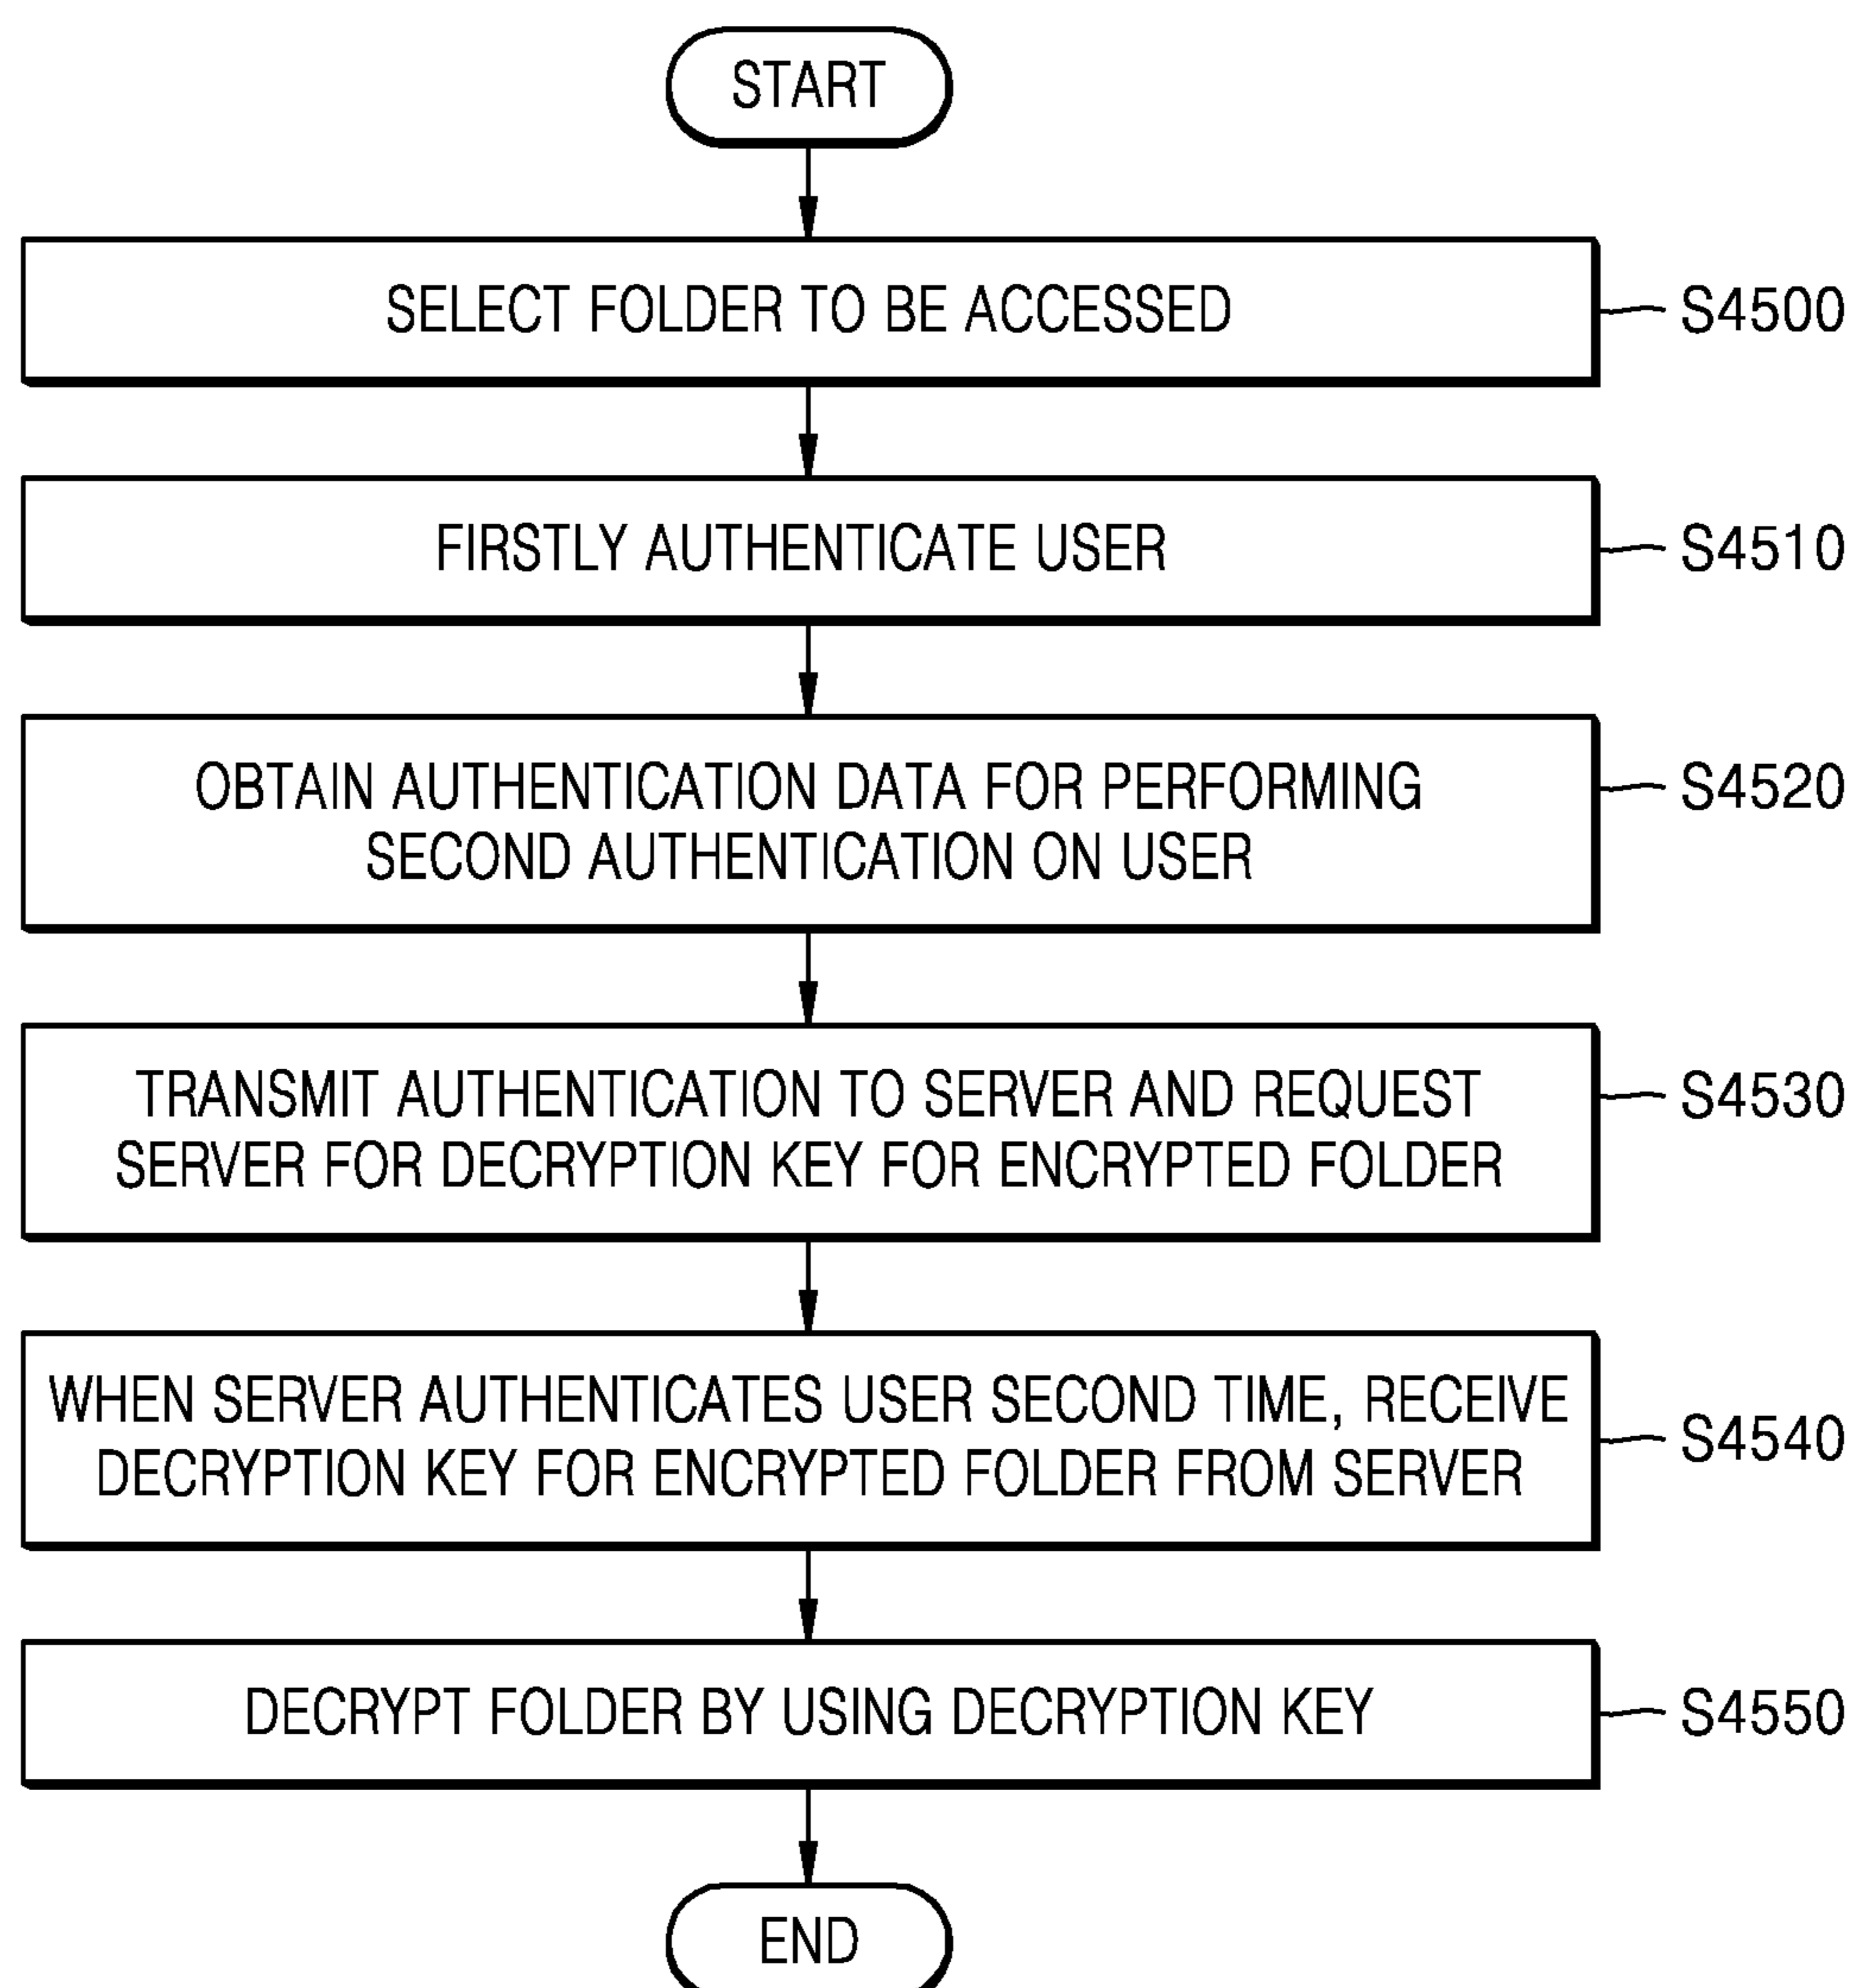 START
SELECT FOLDER TO BE ACCESSED
S4500
FIRSTLY AUTHENTICATE USER
S4510
OBTAIN AUTHENTICATION DATA FOR PERFORMING
SECOND AUTHENTICATION ON USER
S4520
TRANSMIT AUTHENTICATION TO SERVER AND REQUEST
SERVER FOR DECRYPTION KEY FOR ENCRYPTED FOLDER
S4530
WHEN SERVER AUTHENTICATES USER SECOND TIME, RECEIVE
DECRYPTION KEY FOR ENCRYPTED FOLDER FROM SERVER
S4540
DECRYPT FOLDER BY USING DECRYPTION KEY
S4550
END